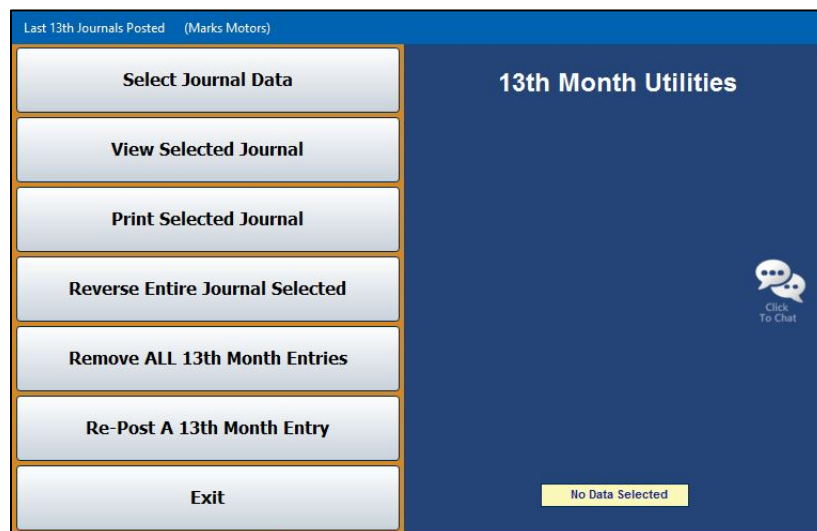 Last 13th Journals Posted (Marks Motors)
Select Journal Data
View Selected Journal
Print Selected Journal
Reverse Entire Journal Selected
Remove ALL 13th Month Entries
Re-Post A 13th Month Entry
Exit
13th Month Utilities
Click
To Chat
No Data Selected